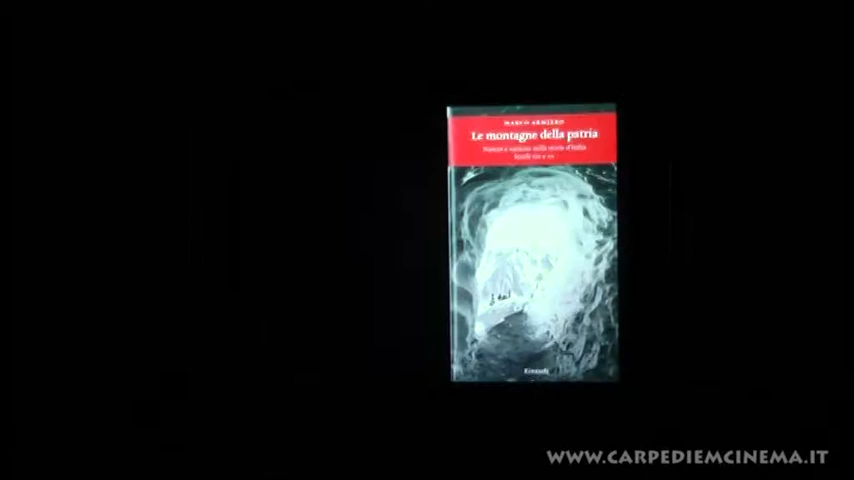 MARCO ARMIERO
Le montagne della patria
Natura e nazione nella storia d'Italia
Secoli XIX e XX
Einaudi
WWW.CARPEDIEMCINEMA.IT